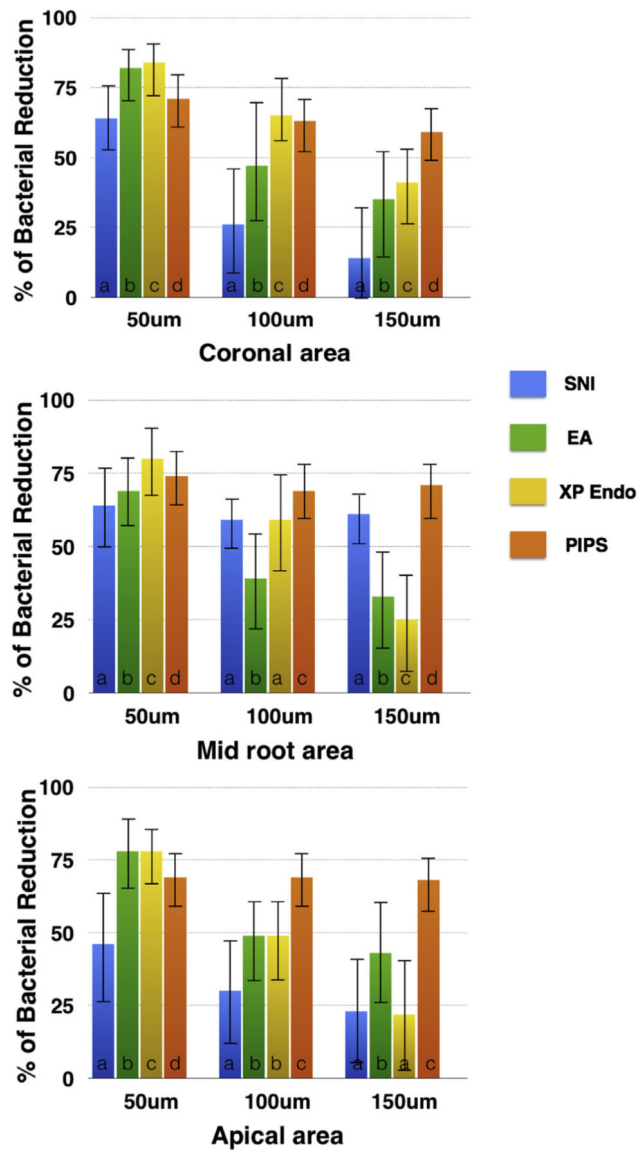 100
75
50
25
0
% of Bacterial Reduction
a b c d
a b c d
a b c d
50um 100um 150um
Coronal area
SNI
EA
XP Endo
PIPS
100
75
50
25
0
% of Bacterial Reduction
a b c d
a b a c
a b c d
50um 100um 150um
Mid root area
100
75
50
25
0
% of Bacterial Reduction
a b c d
a b b c
a b a c
50um 100um 150um
Apical area